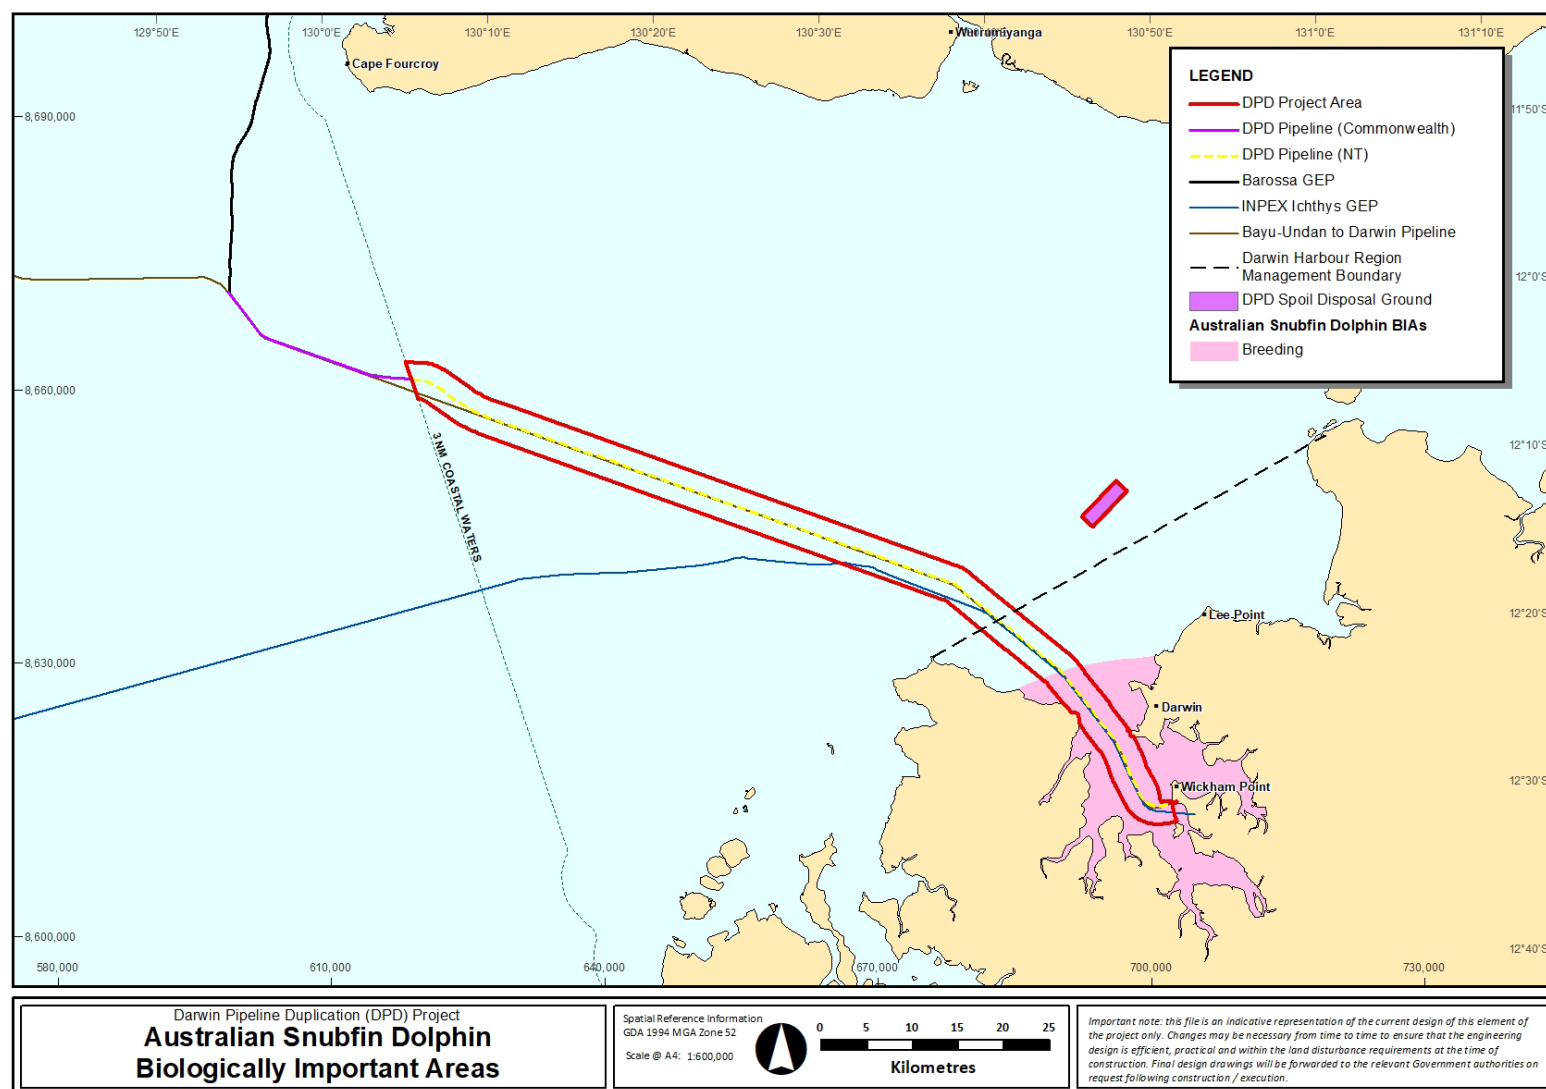 129°50'E
130°0'E
130°10'E
130°20'E
130°30'E
130°50'E
131°0'E
131°10'E
Cape Fourcroy
Wurrumiyanga
8,690,000
8,660,000
8,630,000
8,600,000
11°50'S
12°0'S
12°10'S
12°20'S
12°30'S
12°40'S
LEGEND
DPD Project Area
DPD Pipeline (Commonwealth)
DPD Pipeline (NT)
Barossa GEP
INPEX Ichthys GEP
Bayu-Undan to Darwin Pipeline
Darwin Harbour Region
Management Boundary
DPD Spoil Disposal Ground
Australian Snubfin Dolphin BIAs
Breeding
3 NM COASTAL WATERS
Lee Point
Darwin
Wickham Point
580,000
610,000
640,000
670,000
700,000
730,000
Darwin Pipeline Duplication (DPD) Project
Australian Snubfin Dolphin
Biologically Important Areas
Spatial Reference Information
GDA 1994 MGA Zone 52
Scale @ A4: 1:600,000
0 5 10 15 20 25
Kilometres
Important note: this file is an indicative representation of the current design of this element of
the project only. Changes may be necessary from time to time to ensure that the engineering
design is efficient, practical and within the land disturbance requirements at the time of
construction. Final design drawings will be forwarded to the relevant Government authorities on
request following construction / execution.